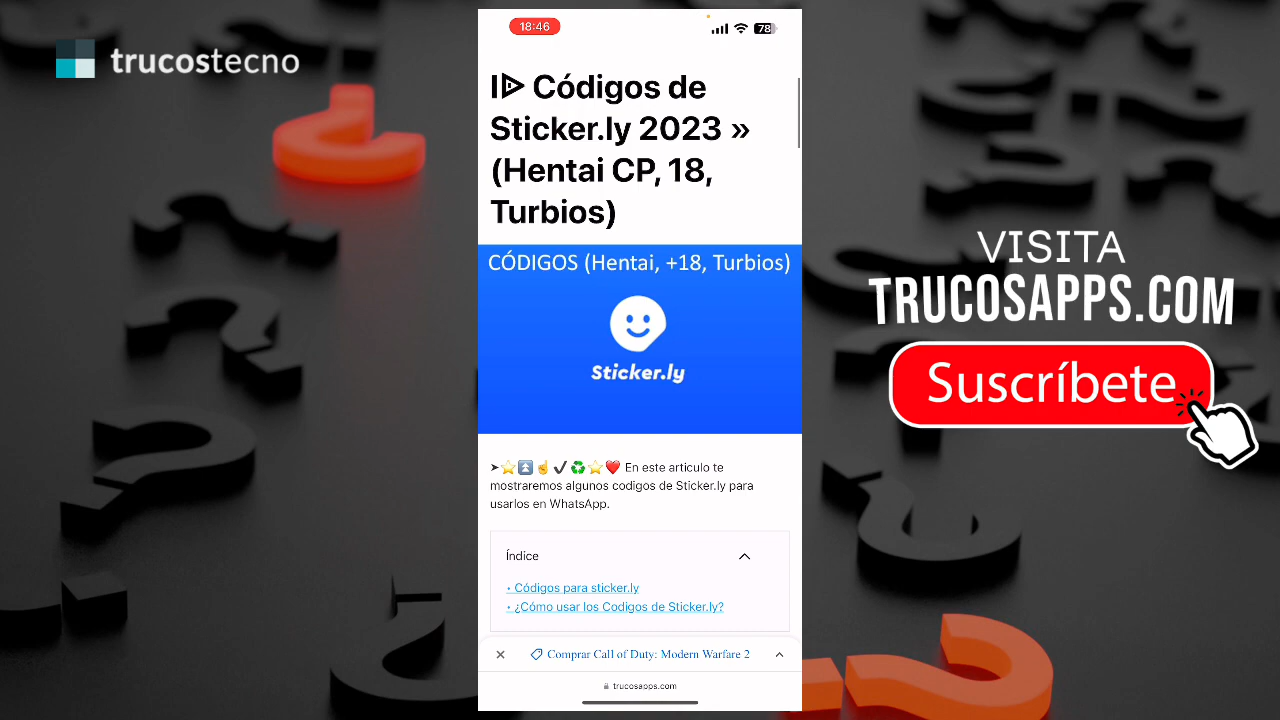 trucostecno
18:46
78
ᐈ Códigos de
Sticker.ly 2023 »
(Hentai CP, 18,
Turbios)
CÓDIGOS (Hentai, +18, Turbios)
Sticker.ly
➤⭐⏫☝✔♻⭐❤ En este articulo te
mostraremos algunos codigos de Sticker.ly para
usarlos en WhatsApp.
Índice
• Códigos para sticker.ly
• ¿Cómo usar los Codigos de Sticker.ly?
Comprar Call of Duty: Modern Warfare 2
trucosapps.com
VISITA
TRUCOSAPPS.COM
Suscríbete